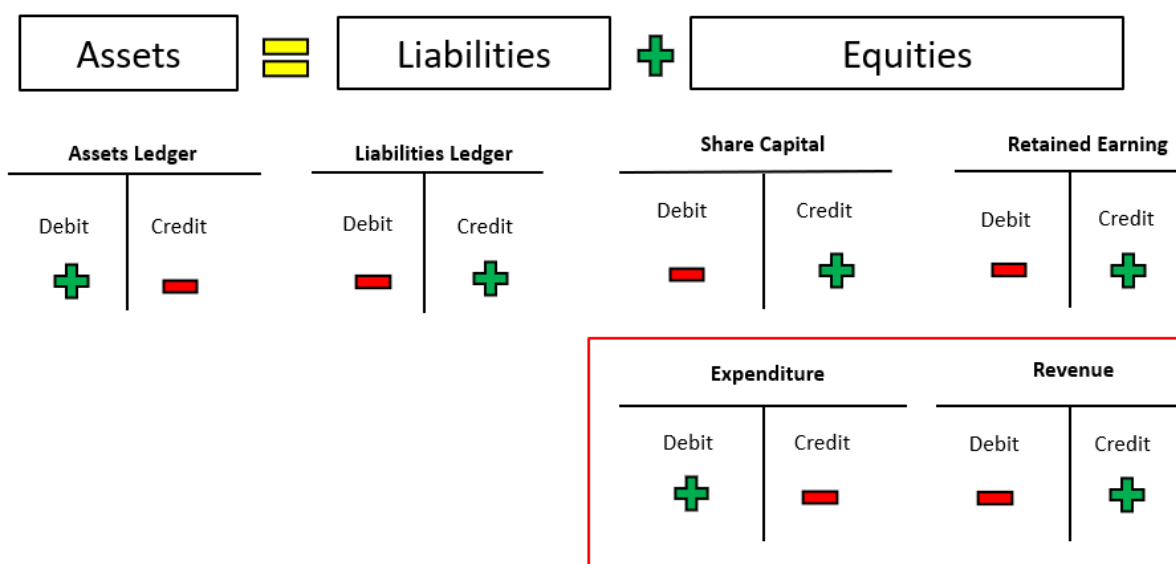 Assets Liabilities Equities
Assets Ledger Liabilities Ledger Share Capital Retained Earning
Debit Credit Debit Credit Debit Credit Debit Credit
Expenditure Revenue
Debit Credit Debit Credit